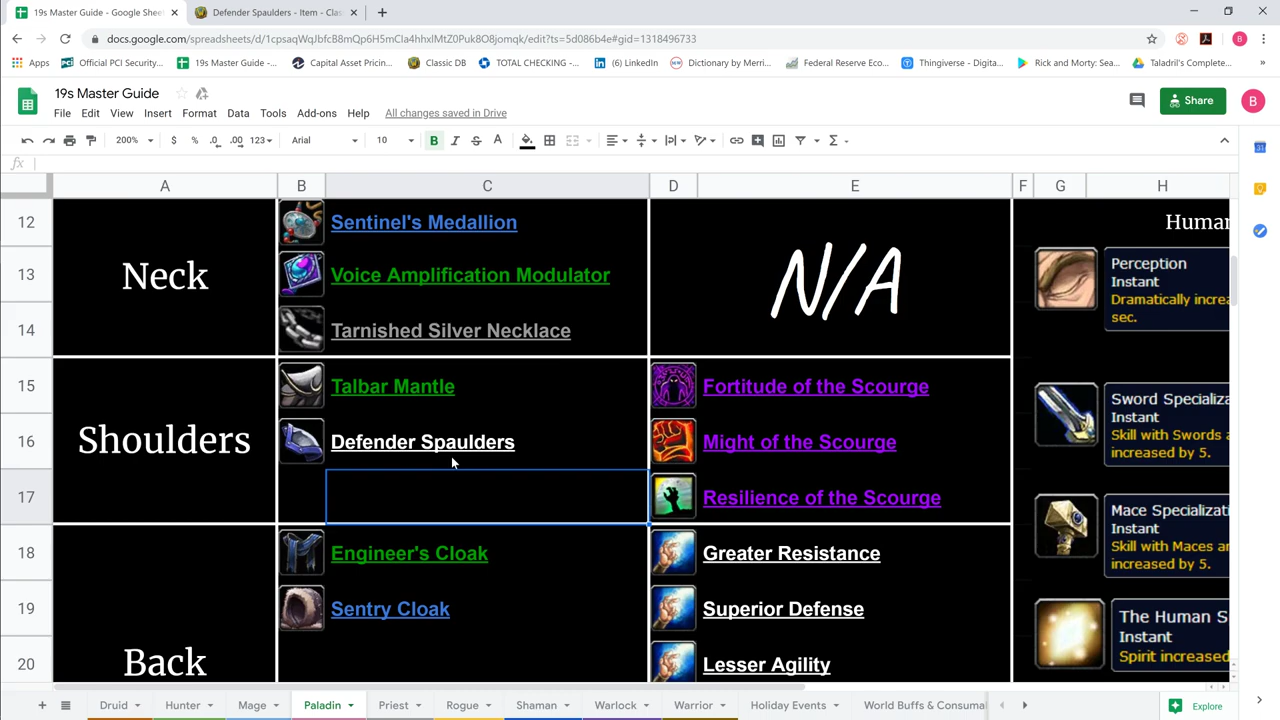 19s Master Guide - Google Sheet
Defender Spaulders - Item - Clas
docs.google.com/spreadsheets/d/1cpsaqWqJbfcB8mQp6H5mCla4hhxlMtZ0Puk8O8jomqk/edit?ts=5d086b4e#gid=1318496733
Apps
Official PCI Security...
19s Master Guide -...
Capital Asset Pricin...
Classic DB
TOTAL CHECKING -...
(6) LinkedIn
Dictionary by Merri...
Federal Reserve Eco...
Thingiverse - Digita...
Rick and Morty: Sea...
Taladril's Complete...
19s Master Guide
File Edit View Insert Format Data Tools Add-ons Help All changes saved in Drive
Share
B
200% $ % .0 .00 123 Arial 10 B I S A
fx
A B C D E F G H
12
Sentinel's Medallion
Human
13
Neck
Voice Amplification Modulator
N/A
Perception
Instant
Dramatically increa
sec.
14
Tarnished Silver Necklace
15
Talbar Mantle
Fortitude of the Scourge
Sword Specializa
Instant
Skill with Swords a
increased by 5.
16
Shoulders
Defender Spaulders
Might of the Scourge
17
Resilience of the Scourge
Mace Specializati
Instant
Skill with Maces an
increased by 5.
18
Engineer's Cloak
Greater Resistance
19
Sentry Cloak
Superior Defense
The Human S
Instant
Spirit increased
20
Back
Lesser Agility
Druid Hunter Mage Paladin Priest Rogue Shaman Warlock Warrior Holiday Events World Buffs & Consumal
Explore